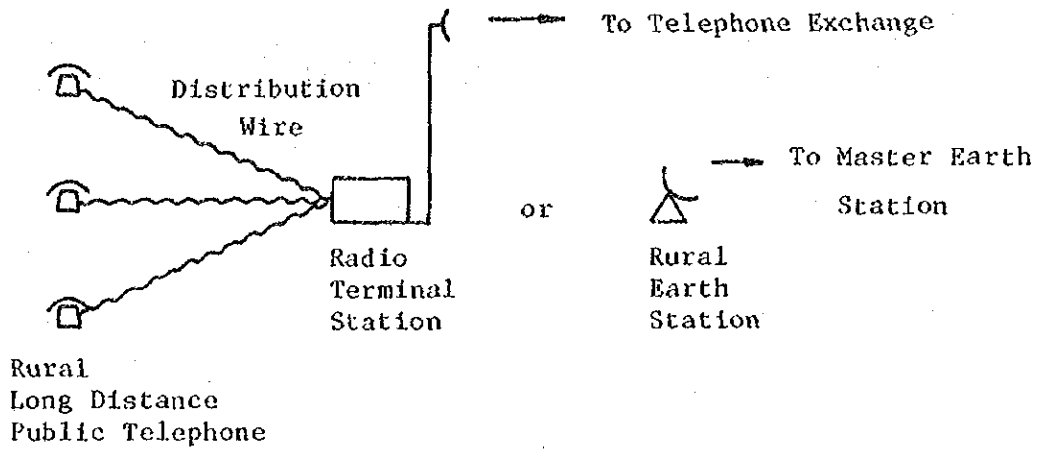 To Telephone Exchange
Distribution
Wire
To Master Earth
Station
or
Radio
Terminal
Station
Rural
Earth
Station
Rural
Long Distance
Public Telephone